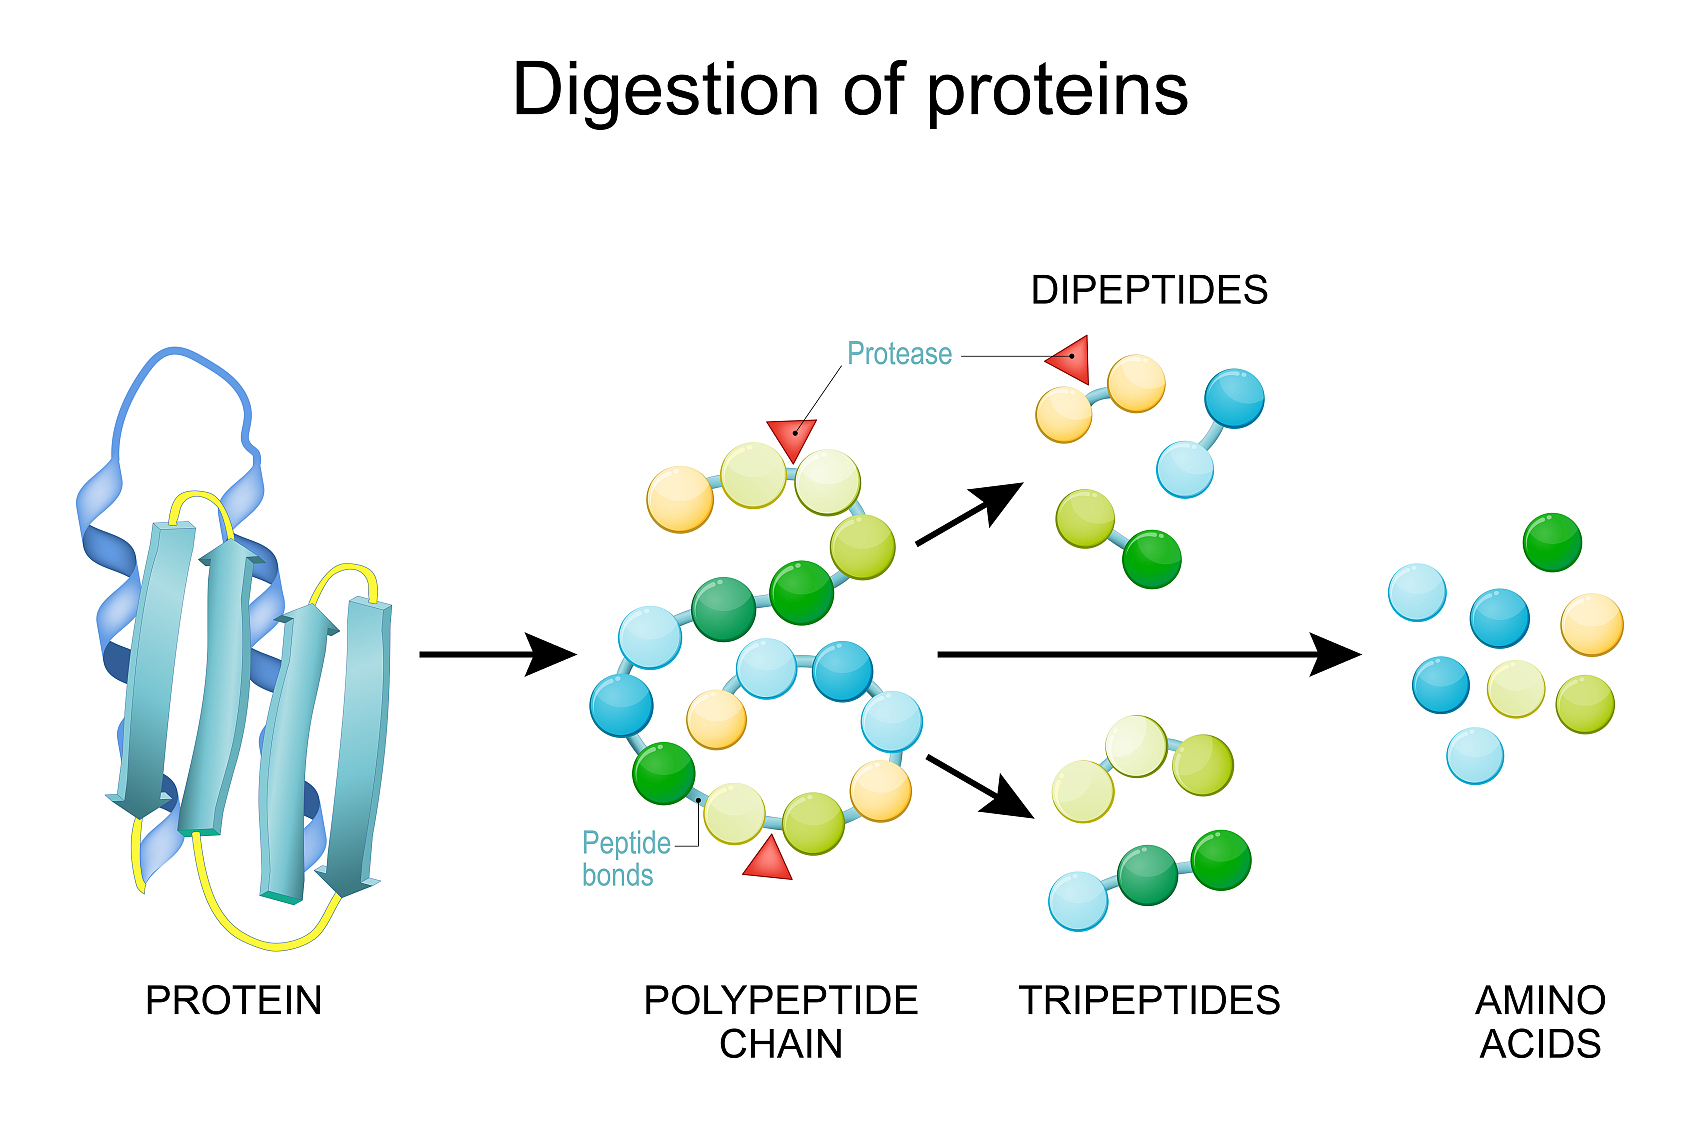 Digestion of proteins
DIPEPTIDES
Protease
Peptide
bonds
PROTEIN
POLYPEPTIDE
CHAIN
TRIPEPTIDES
AMINO
ACIDS